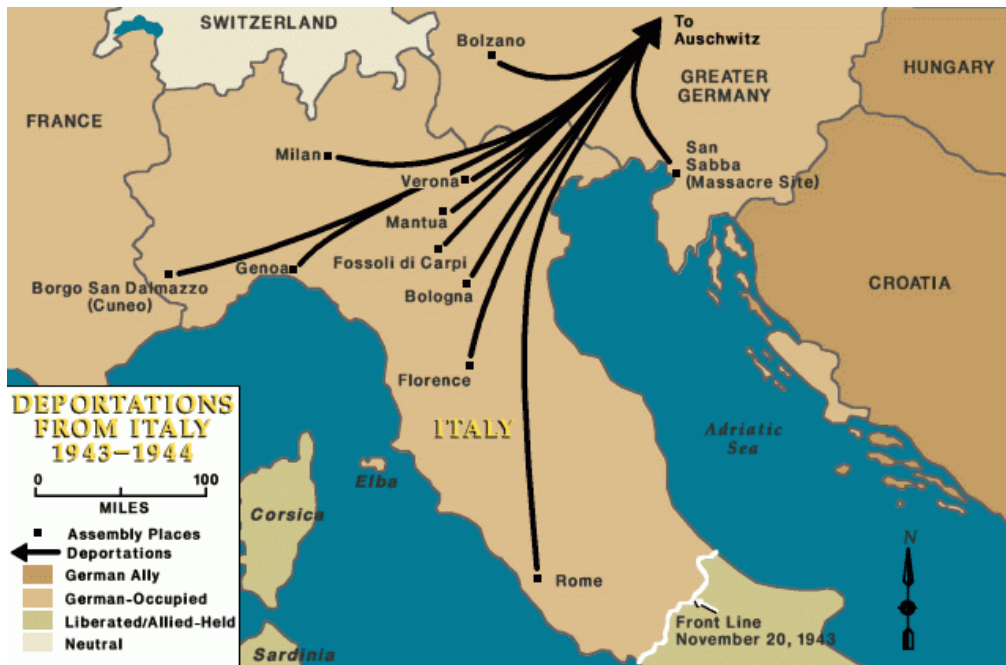 SWITZERLAND
Bolzano
To
Auschwitz
HUNGARY
GREATER
GERMANY
FRANCE
Milan
San
Sabba
(Massacre Site)
Verona
Mantua
Fossoli di Carpi
Genoa
Borgo San Dalmazzo
(Cuneo)
Bologna
CROATIA
Florence
ITALY
Adriatic
Sea
Elba
Corsica
Rome
Front Line
November 20, 1943
Sardinia
N
DEPORTATIONS
FROM ITALY
1943–1944
0 100
MILES
Assembly Places
Deportations
German Ally
German-Occupied
Liberated/Allied-Held
Neutral